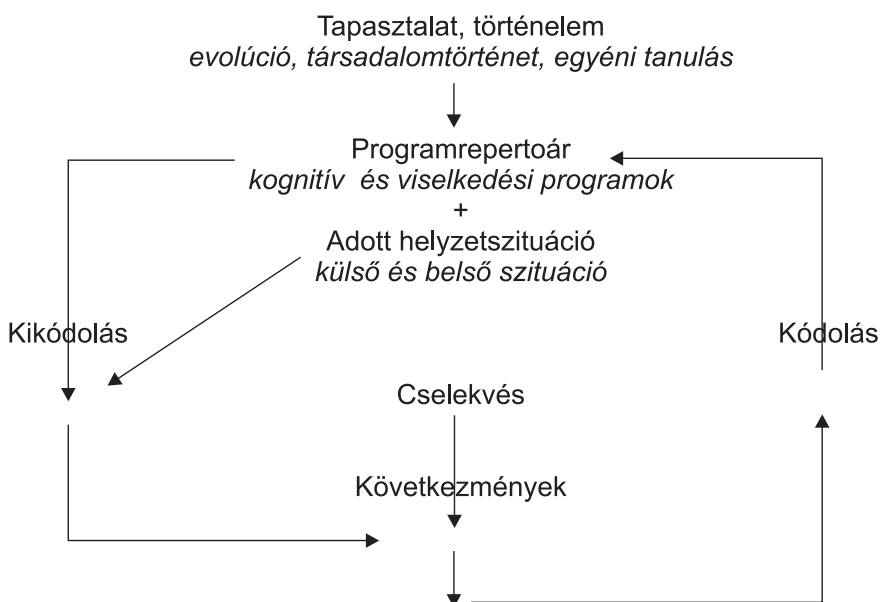 Tapasztalat, történelem
evolúció, társadalomtörténet, egyéni tanulás
Programrepertoár
kognitív és viselkedési programok
+
Adott helyzetszituáció
külső és belső szituáció
Kikódolás
Kódolás
Cselekvés
Következmények